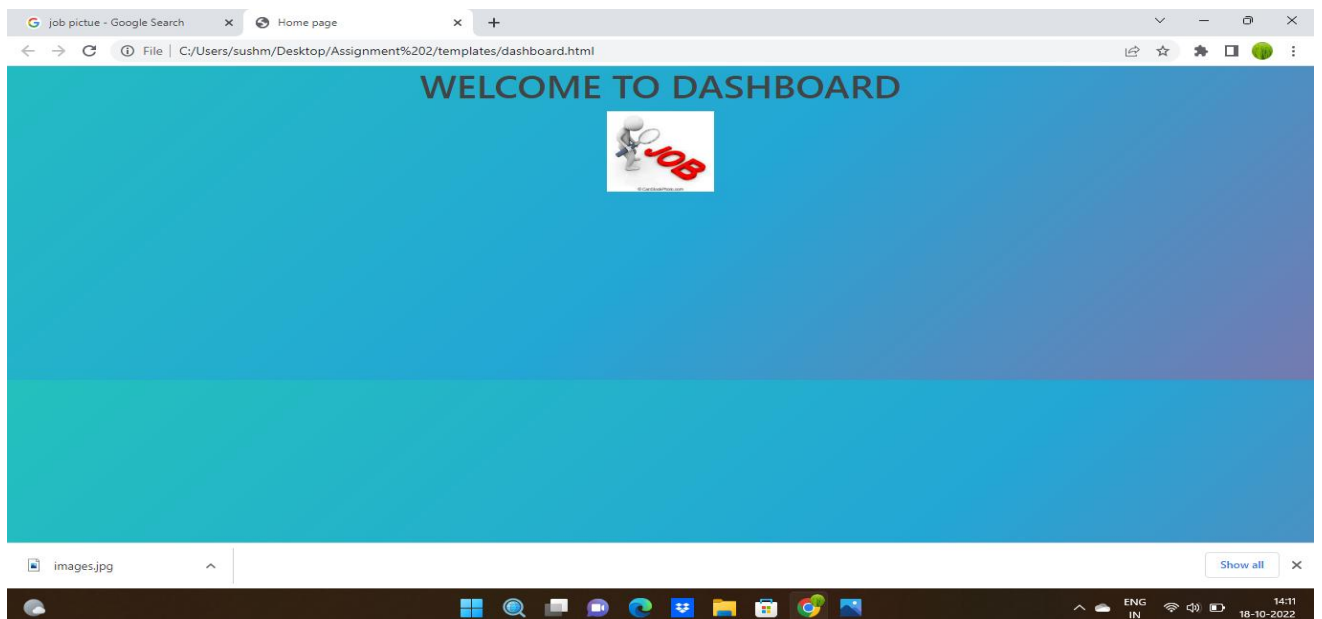 job pictue - Google Search
Home page
File | C:/Users/sushm/Desktop/Assignment%202/templates/dashboard.html
WELCOME TO DASHBOARD
JOB
images.jpg
Show all
ENG
IN
14:11
18-10-2022